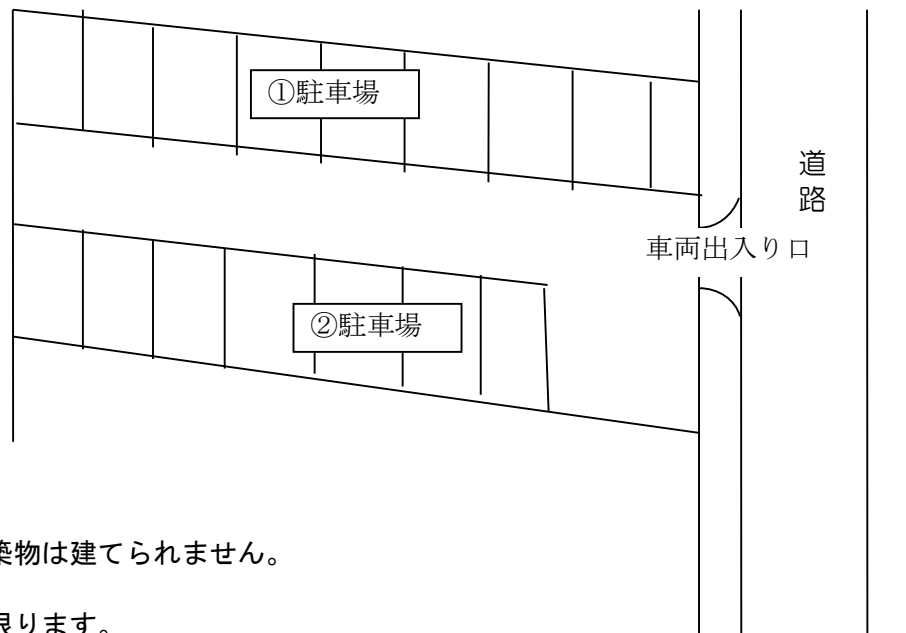 ①駐車場
道路
車両出入り口
②駐車場
築物は建てられません。
限ります。